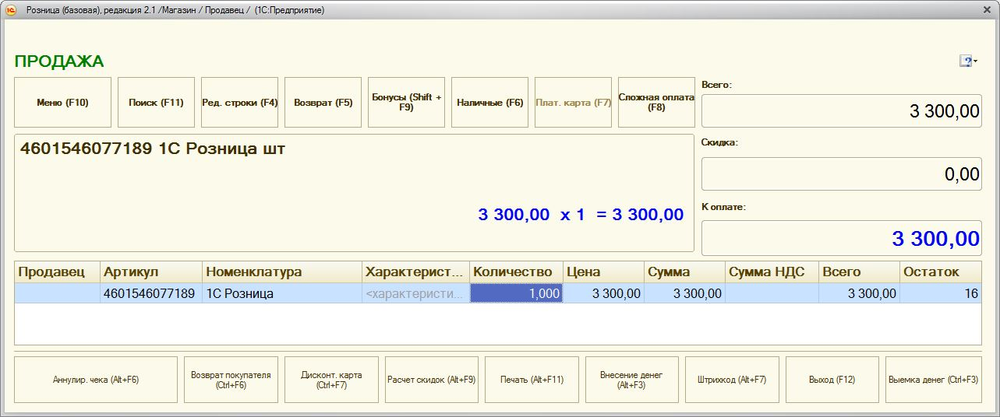 Розница (базовая), редакция 2.1 /Магазин / Продавец / (1С:Предприятие)
ПРОДАЖА
Меню (F10)
Поиск (F11)
Ред. строки (F4)
Возврат (F5)
Бонусы (Shift +
F9)
Наличные (F6)
Плат. карта (F7)
Сложная оплата
(F8)
Всего:
3 300,00
4601546077189 1С Розница шт
3 300,00 x 1 = 3 300,00
Скидка:
0,00
К оплате:
3 300,00
Продавец Артикул Номенклатура Характерист... Количество Цена Сумма Сумма НДС Всего Остаток
4601546077189 1С Розница <характеристи... 1,000 3 300,00 3 300,00 3 300,00 16
Аннулир. чека (Alt+F6)
Возврат покупателя
(Ctrl+F6)
Дисконт. карта
(Ctrl+F7)
Расчет скидок (Alt+F9)
Печать (Alt+F11)
Внесение денег
(Alt+F3)
Штрихкод (Alt+F7)
Выход (F12)
Выемка денег (Ctrl+F3)